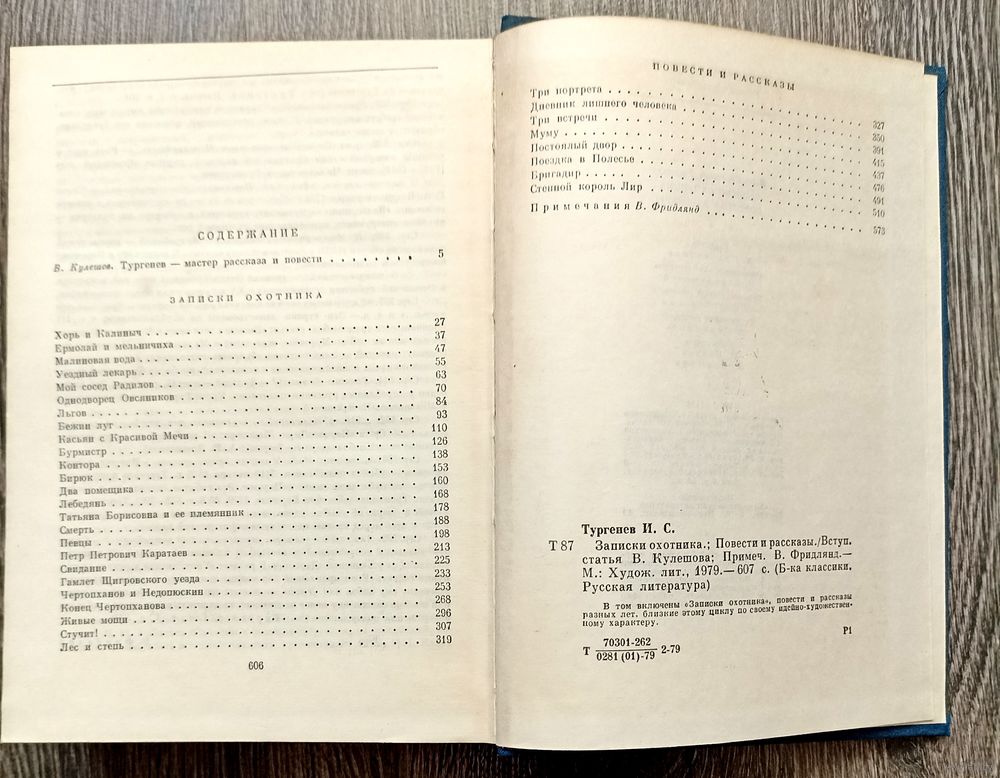 СОДЕРЖАНИЕ
В. Кулешов. Тургенев — мастер рассказа и повести . . . . . . . . 5
ЗАПИСКИ ОХОТНИКА
Хорь и Калиныч . . . . . . . . 27
Ермолай и мельничиха . . . . . . . . 37
Малиновая вода . . . . . . . . 47
Уездный лекарь . . . . . . . . 55
Мой сосед Радилов . . . . . . . . 63
Однодворец Овсяников . . . . . . . . 70
Льгов . . . . . . . . 84
Бежин луг . . . . . . . . 93
Касьян с Красивой Мечи . . . . . . . . 110
Бурмистр . . . . . . . . 126
Контора . . . . . . . . 138
Бирюк . . . . . . . . 153
Два помещика . . . . . . . . 160
Лебедянь . . . . . . . . 168
Татьяна Борисовна и ее племянник . . . . . . . . 178
Смерть . . . . . . . . 188
Певцы . . . . . . . . 198
Петр Петрович Каратаев . . . . . . . . 213
Свидание . . . . . . . . 225
Гамлет Щигровского уезда . . . . . . . . 233
Чертопханов и Недопюскин . . . . . . . . 253
Конец Чертопханова . . . . . . . . 268
Живые мощи . . . . . . . . 296
Стучит! . . . . . . . . 307
Лес и степь . . . . . . . . 319
606
ПОВЕСТИ И РАССКАЗЫ
Три портрета . . . . . . . . 327
Дневник лишнего человека . . . . . . . . 350
Три встречи . . . . . . . . 391
Муму . . . . . . . . 415
Постоялый двор . . . . . . . . 437
Поездка в Полесье . . . . . . . . 476
Бригадир . . . . . . . . 491
Степной король Лир . . . . . . . . 510
Примечания В. Фридлянд . . . . . . . . 573
Тургенев И. С.
Т 87 Записки охотника.; Повести и рассказы./Вступ.
статья В. Кулешова; Примеч. В. Фридлянд.—
М.: Худож. лит., 1979.— 607 с. (Б-ка классики.
Русская литература)
В том включены «Записки охотника», повести и рассказы
разных лет, близкие этому циклу по своему идейно-художествен-
ному характеру.
Т 70301-262 2-79 Р1
0281 (01)-79